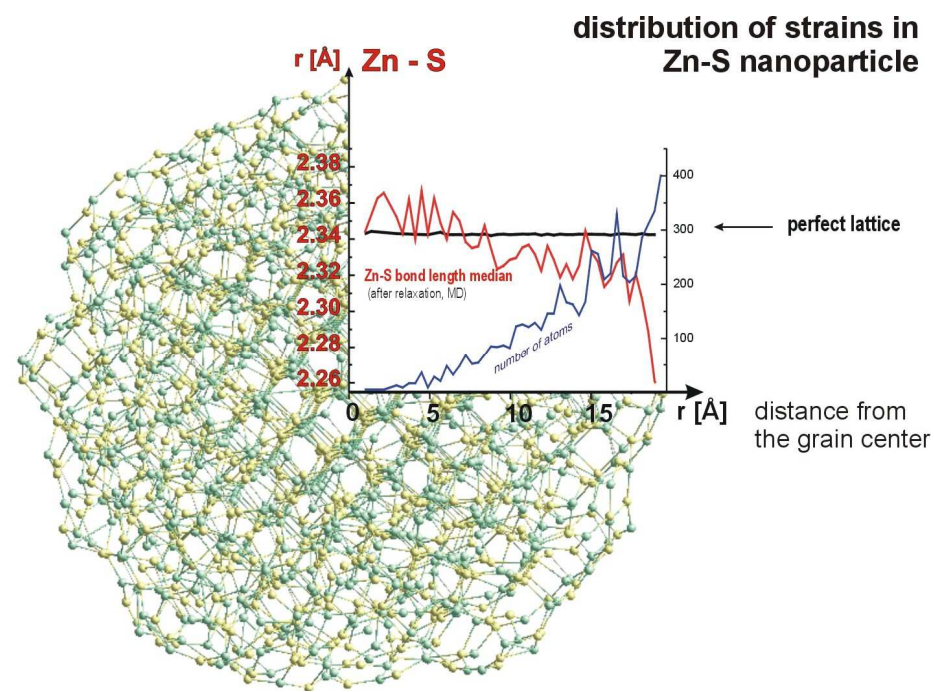 distribution of strains in
Zn-S nanoparticle
r [Å] Zn - S
2.38
2.36
2.34
2.32
2.30
2.28
2.26
400
300
200
100
perfect lattice
Zn-S bond length median
(after relaxation, MD)
number of atoms
0 5 10 15
r [Å]
distance from
the grain center